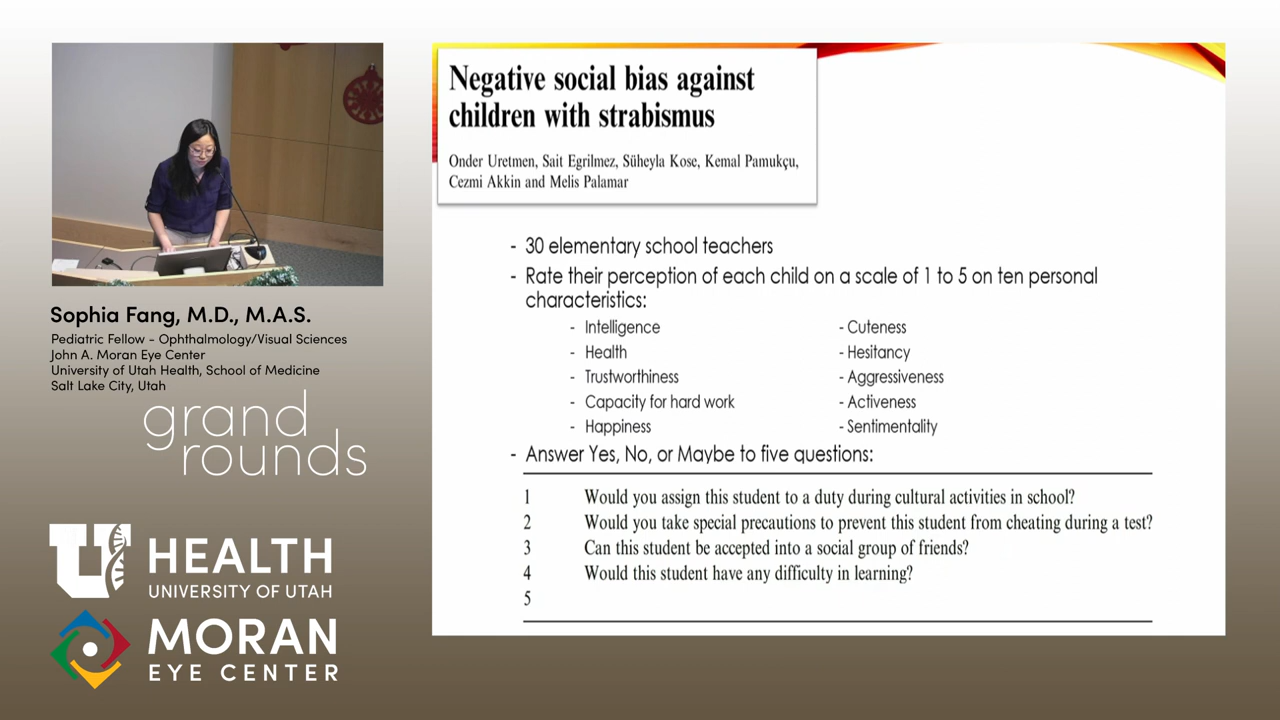 Negative social bias against
children with strabismus
Onder Uretmen, Sait Egrilmez, Süheyla Kose, Kemal Pamukçu,
Cezmi Akkin and Melis Palamar
- 30 elementary school teachers
- Rate their perception of each child on a scale of 1 to 5 on ten personal
characteristics:
- Intelligence
- Health
- Trustworthiness
- Capacity for hard work
- Happiness
- Cuteness
- Hesitancy
- Aggressiveness
- Activeness
- Sentimentality
- Answer Yes, No, or Maybe to five questions:
1 Would you assign this student to a duty during cultural activities in school?
2 Would you take special precautions to prevent this student from cheating during a test?
3 Can this student be accepted into a social group of friends?
4 Would this student have any difficulty in learning?
5
Sophia Fang, M.D., M.A.S.
Pediatric Fellow - Ophthalmology/Visual Sciences
John A. Moran Eye Center
University of Utah Health, School of Medicine
Salt Lake City, Utah
grand
rounds
U HEALTH
UNIVERSITY OF UTAH
MORAN
EYE CENTER